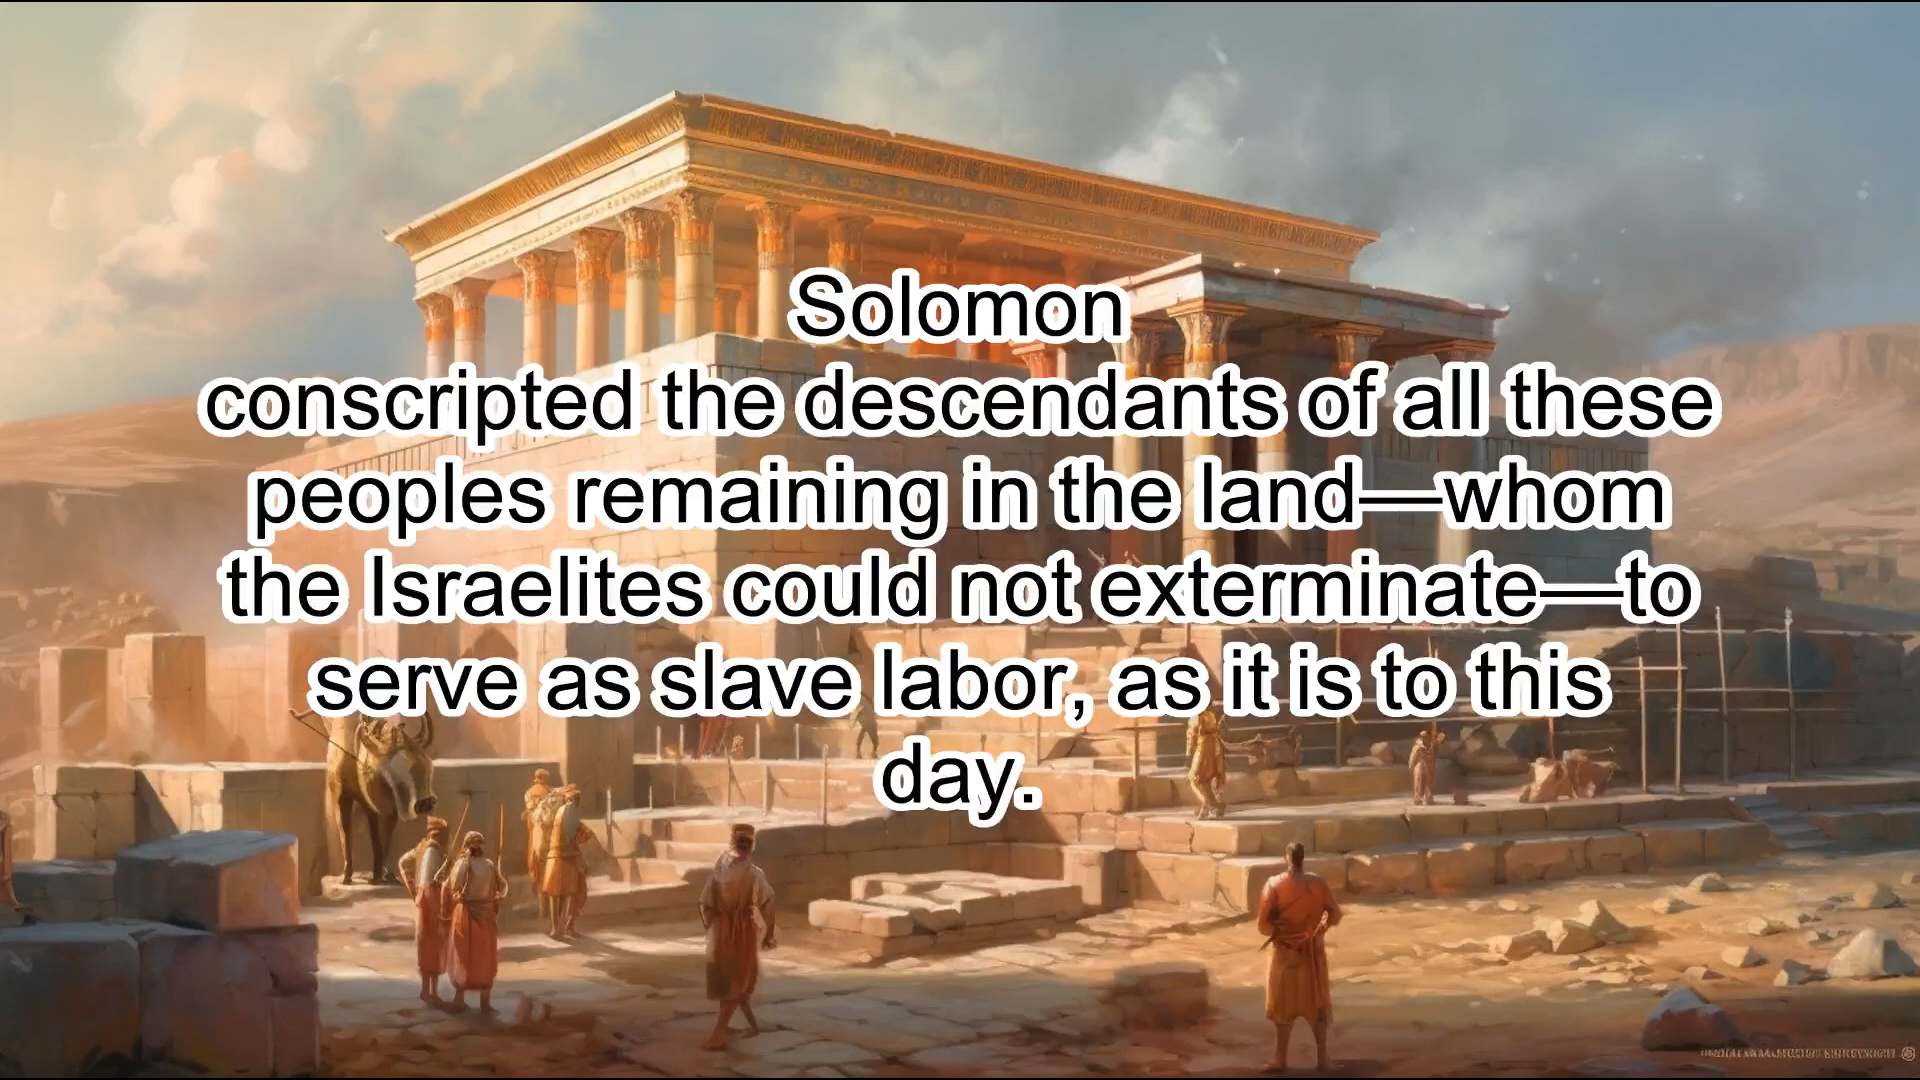 Solomon
conscripted the descendants of all these
peoples remaining in the land—whom
the Israelites could not exterminate—to
serve as slave labor, as it is to this
day.